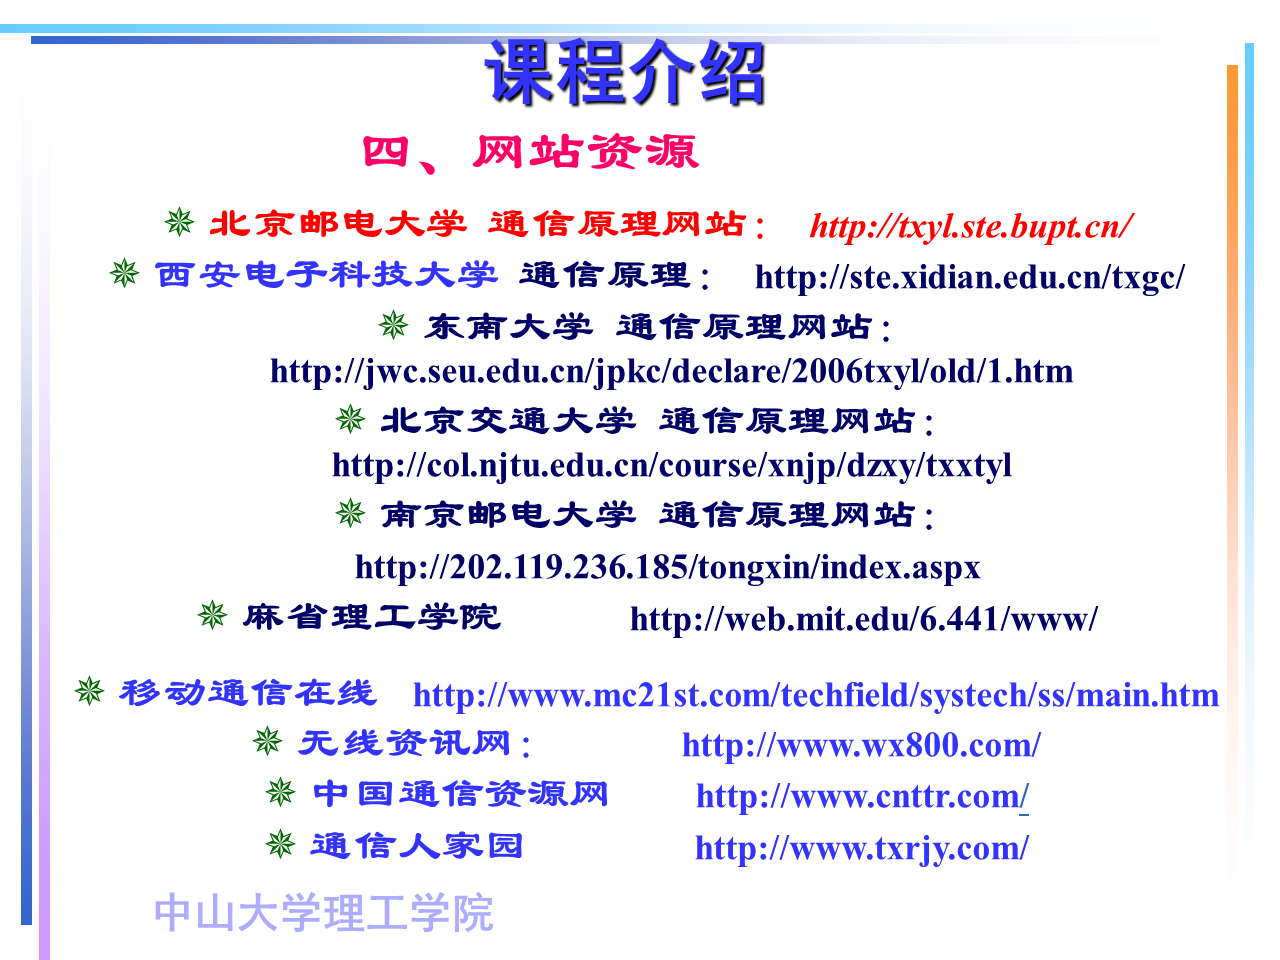 课程介绍
四、网站资源
北京邮电大学 通信原理网站： http://txyl.ste.bupt.cn/
西安电子科技大学 通信原理： http://ste.xidian.edu.cn/txgc/
东南大学 通信原理网站：
http://jwc.seu.edu.cn/jpkc/declare/2006txyl/old/1.htm
北京交通大学 通信原理网站：
http://col.njtu.edu.cn/course/xnjp/dzxy/txxtyl
南京邮电大学 通信原理网站：
http://202.119.236.185/tongxin/index.aspx
麻省理工学院 http://web.mit.edu/6.441/www/
移动通信在线 http://www.mc21st.com/techfield/systech/ss/main.htm
无线资讯网： http://www.wx800.com/
中国通信资源网 http://www.cnttr.com/
通信人家园 http://www.txrjy.com/
中山大学理工学院